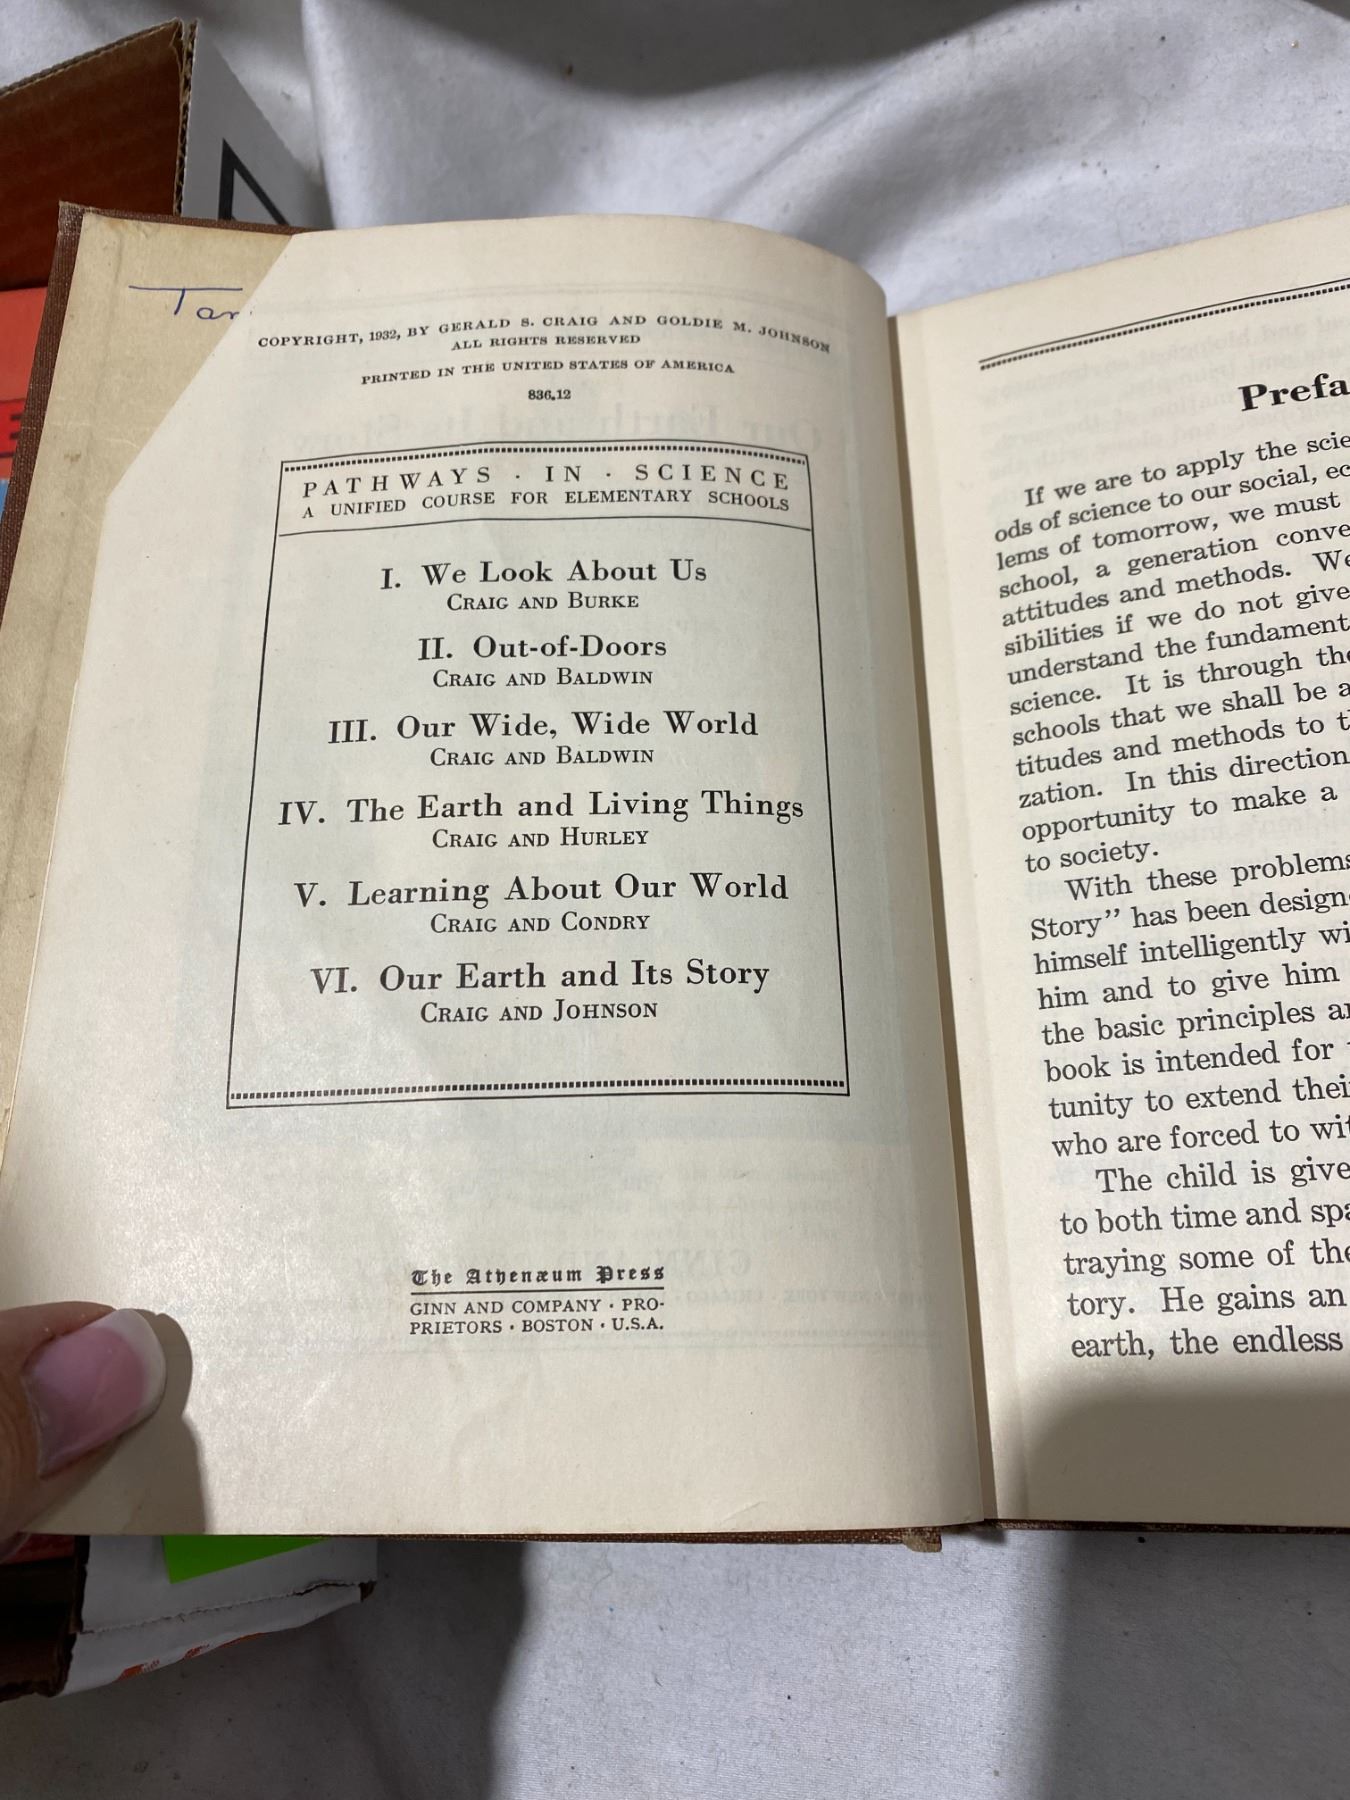 COPYRIGHT, 1932, BY GERALD S. CRAIG AND GOLDIE M. JOHNSON
ALL RIGHTS RESERVED
PRINTED IN THE UNITED STATES OF AMERICA
836.12
PATHWAYS · IN · SCIENCE
A UNIFIED COURSE FOR ELEMENTARY SCHOOLS
I. We Look About Us
CRAIG AND BURKE
II. Out-of-Doors
CRAIG AND BALDWIN
III. Our Wide, Wide World
CRAIG AND BALDWIN
IV. The Earth and Living Things
CRAIG AND HURLEY
V. Learning About Our World
CRAIG AND CONDRY
VI. Our Earth and Its Story
CRAIG AND JOHNSON
The Athenæum Press
GINN AND COMPANY · PRO-
PRIETORS · BOSTON · U.S.A.
Prefa
If we are to apply the scie
ods of science to our social, ec
lems of tomorrow, we must
school, a generation conve
attitudes and methods. We
sibilities if we do not give
understand the fundament
science. It is through the
schools that we shall be a
titudes and methods to t
zation. In this direction
opportunity to make a
to society.
With these problems
Story” has been design
himself intelligently wi
him and to give him
the basic principles a
book is intended for
tunity to extend thei
who are forced to wit
The child is give
to both time and spa
traying some of the
tory. He gains an
earth, the endless